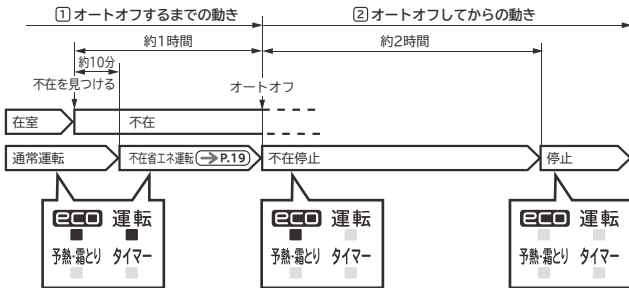 1 オートオフするまでの動き
2 オートオフしてからの動き
約1時間
約2時間
約10分
不在を見つける
オートオフ
在室
不在
通常運転
不在省エネ運転(→P.19)
不在停止
停止
eco 運転
予熱・霜とり タイマー
eco 運転
予熱・霜とり タイマー
eco 運転
予熱・霜とり タイマー